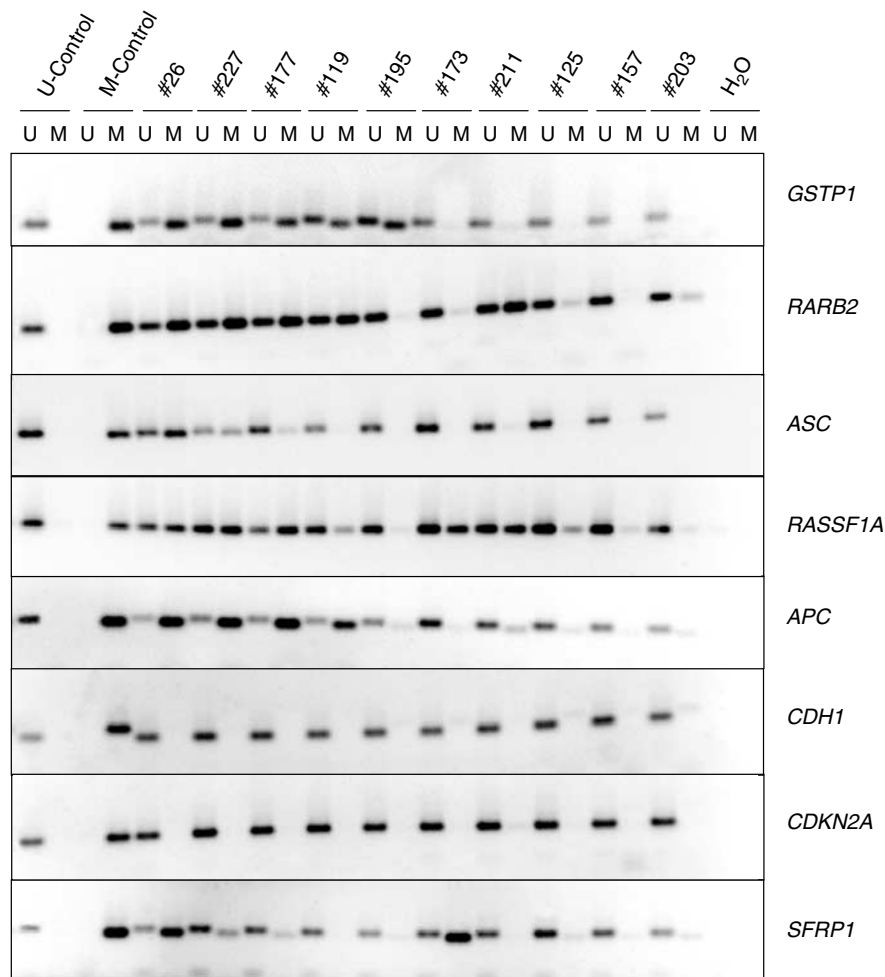 U-Control M-Control #26 #227 #177 #119 #195 #173 #211 #125 #157 #203 H₂O
U M U M U M U M U M U M U M U M U M U M U M U M U M
GSTP1
RARB2
ASC
RASSF1A
APC
CDH1
CDKN2A
SFRP1